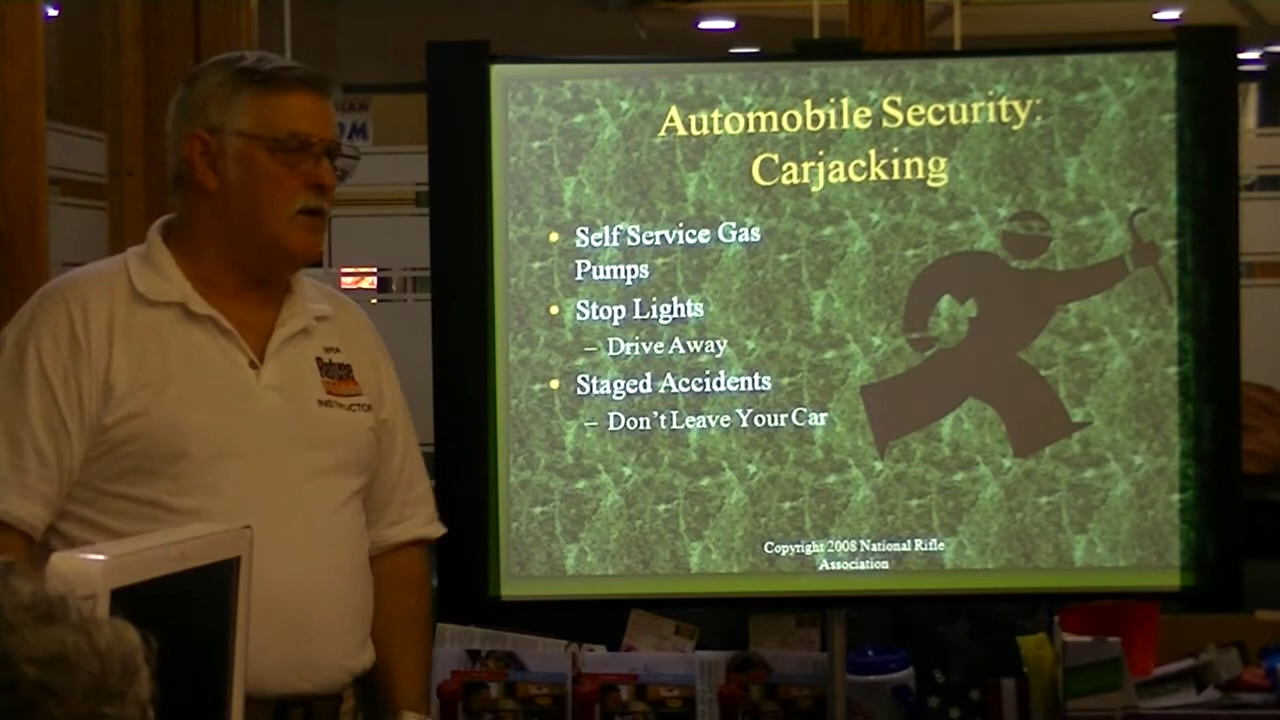 Automobile Security:
Carjacking
• Self Service Gas
Pumps
• Stop Lights
– Drive Away
• Staged Accidents
– Don't Leave Your Car
Copyright 2008 National Rifle
Association
Refuse
INSTRUCTOR